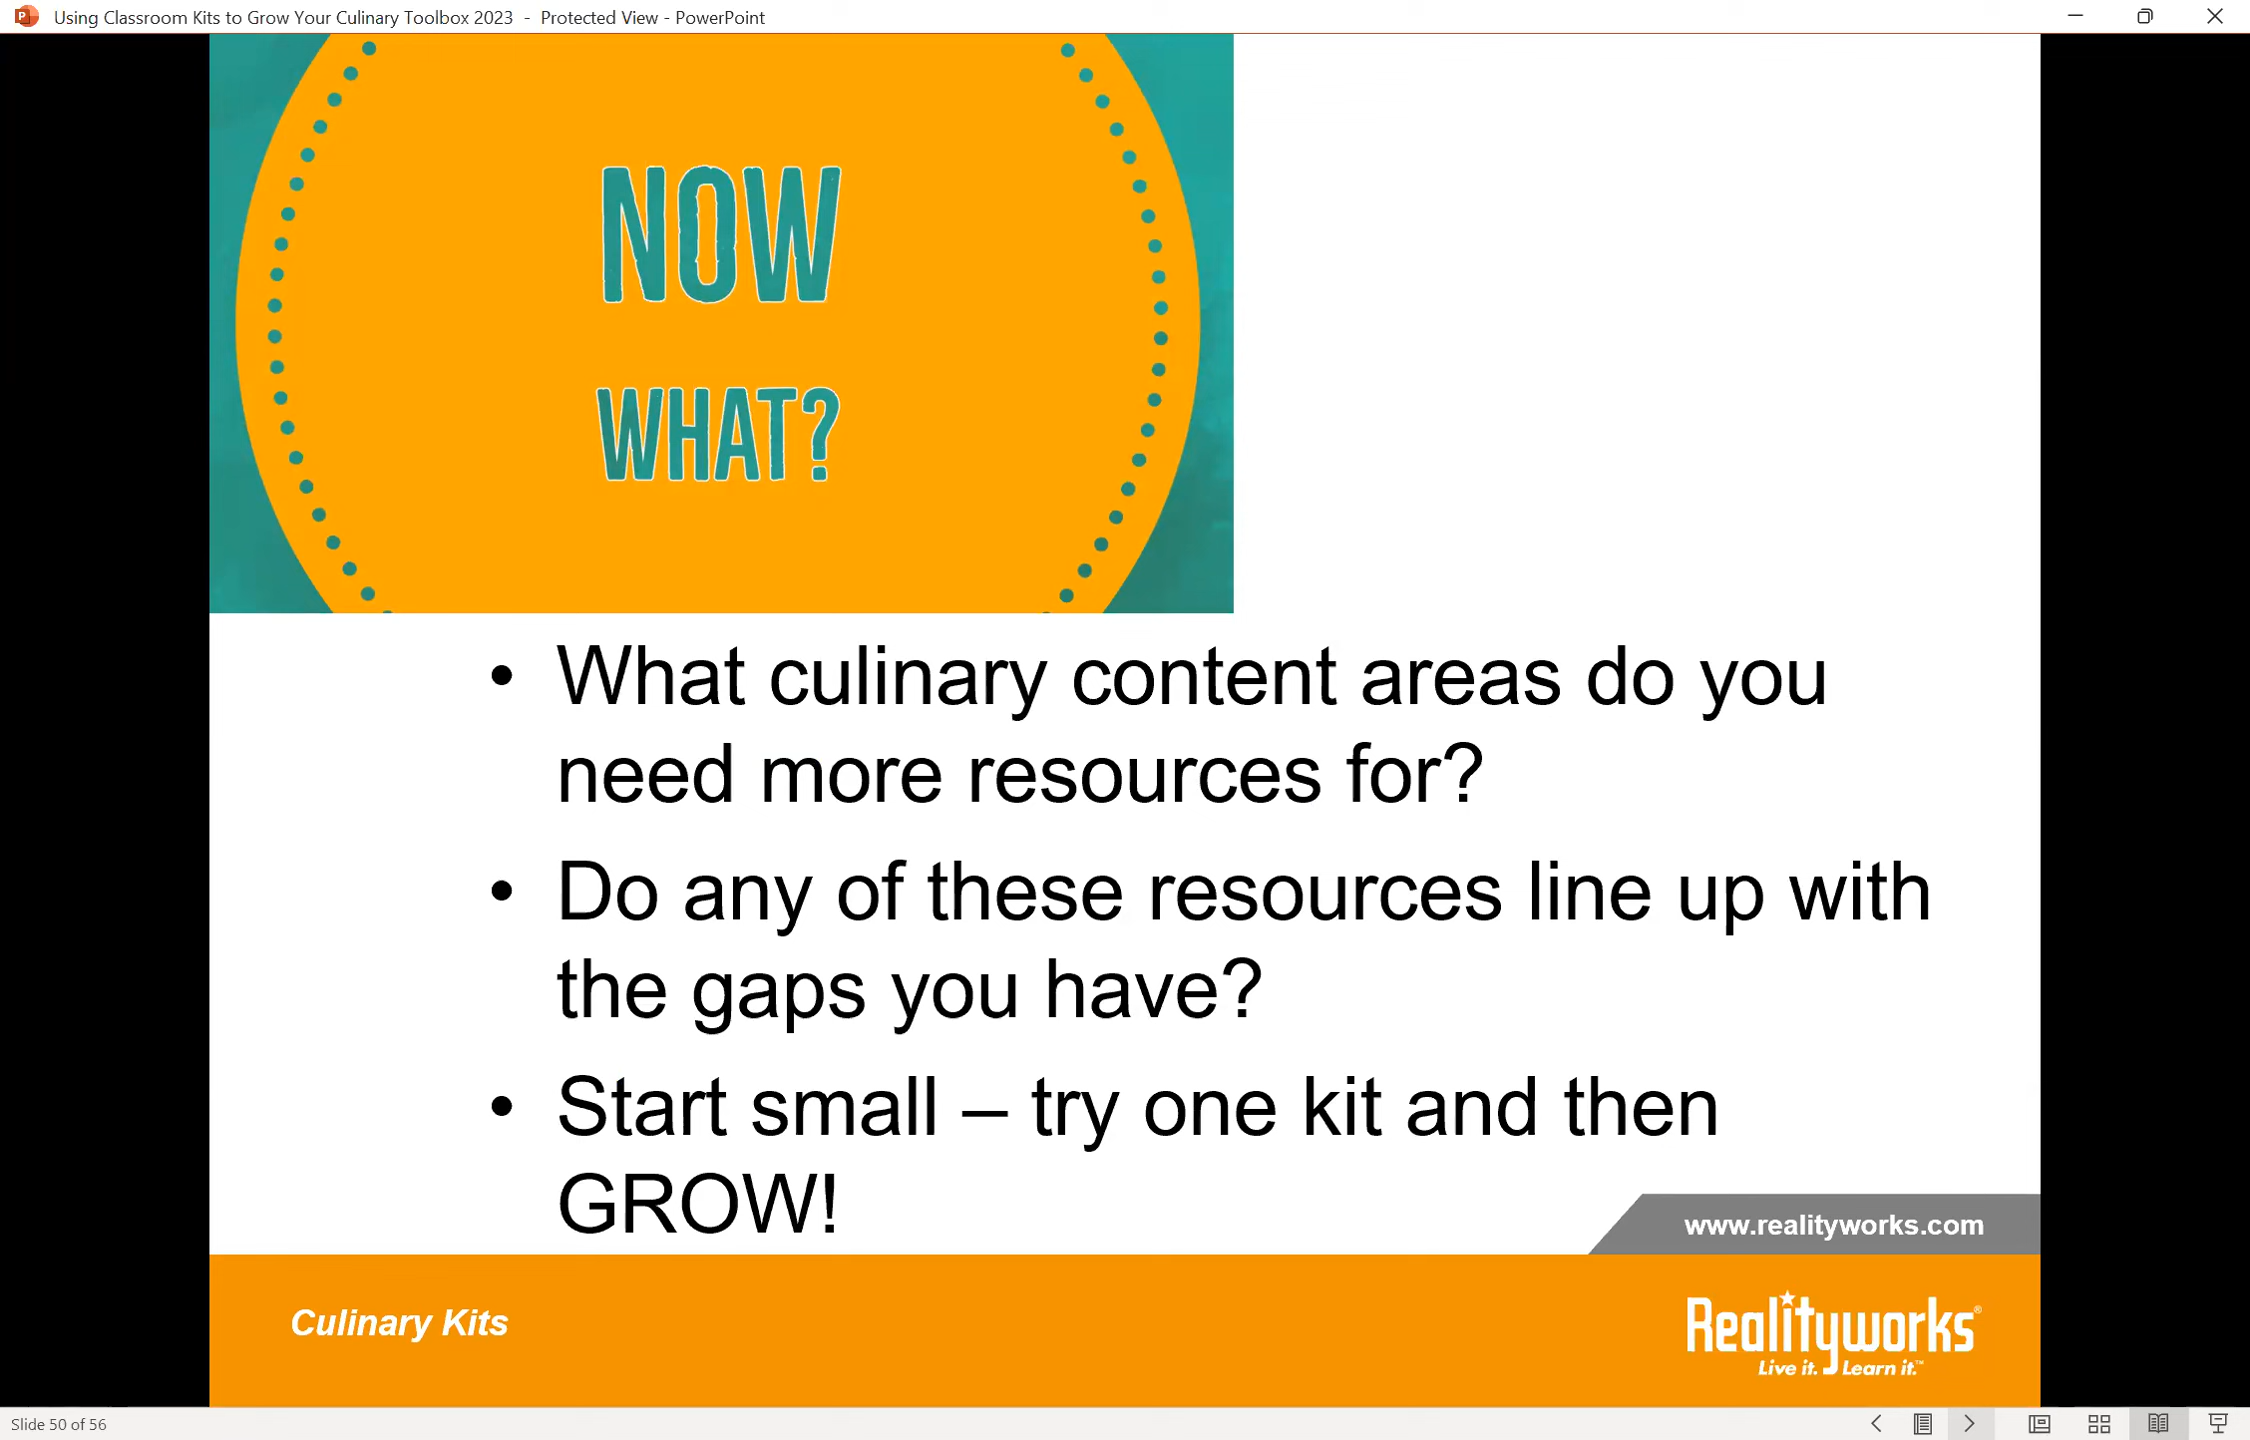 Using Classroom Kits to Grow Your Culinary Toolbox 2023 - Protected View - PowerPoint
NOW
WHAT?
• What culinary content areas do you
need more resources for?
• Do any of these resources line up with
the gaps you have?
• Start small – try one kit and then
GROW!
www.realityworks.com
Culinary Kits
Realityworks®
Live it. Learn it.™
Slide 50 of 56